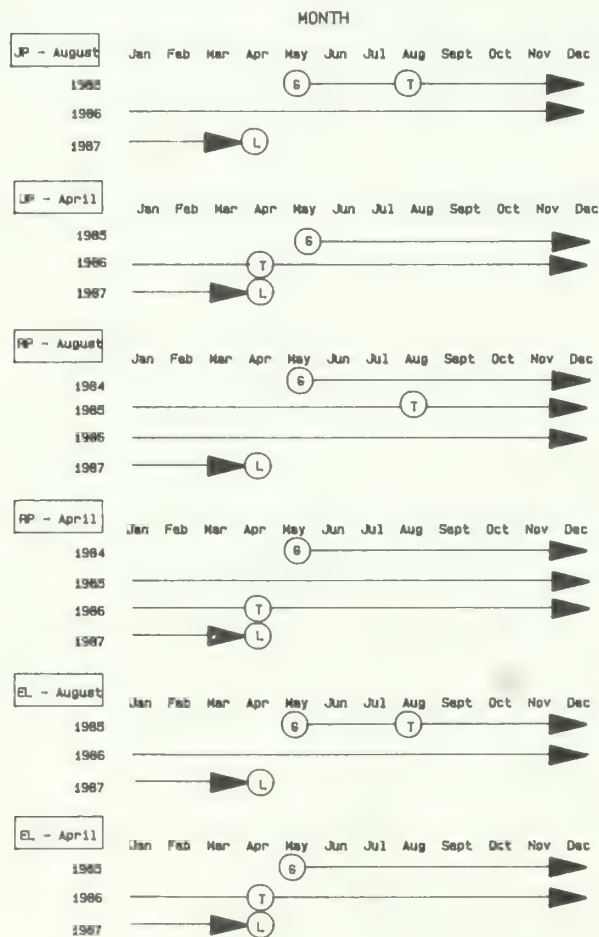 MONTH
JP - August Jan Feb Mar Apr May Jun Jul Aug Sept Oct Nov Dec
1985 G T
1986
1987 L
JP - April Jan Feb Mar Apr May Jun Jul Aug Sept Oct Nov Dec
1985 G
1986 T
1987 L
RP - August Jan Feb Mar Apr May Jun Jul Aug Sept Oct Nov Dec
1984 G
1985 T
1986
1987 L
RP - April Jan Feb Mar Apr May Jun Jul Aug Sept Oct Nov Dec
1984 G
1985
1986 T
1987 L
EL - August Jan Feb Mar Apr May Jun Jul Aug Sept Oct Nov Dec
1985 G T
1986
1987 L
EL - April Jan Feb Mar Apr May Jun Jul Aug Sept Oct Nov Dec
1985 G
1986 T
1987 L